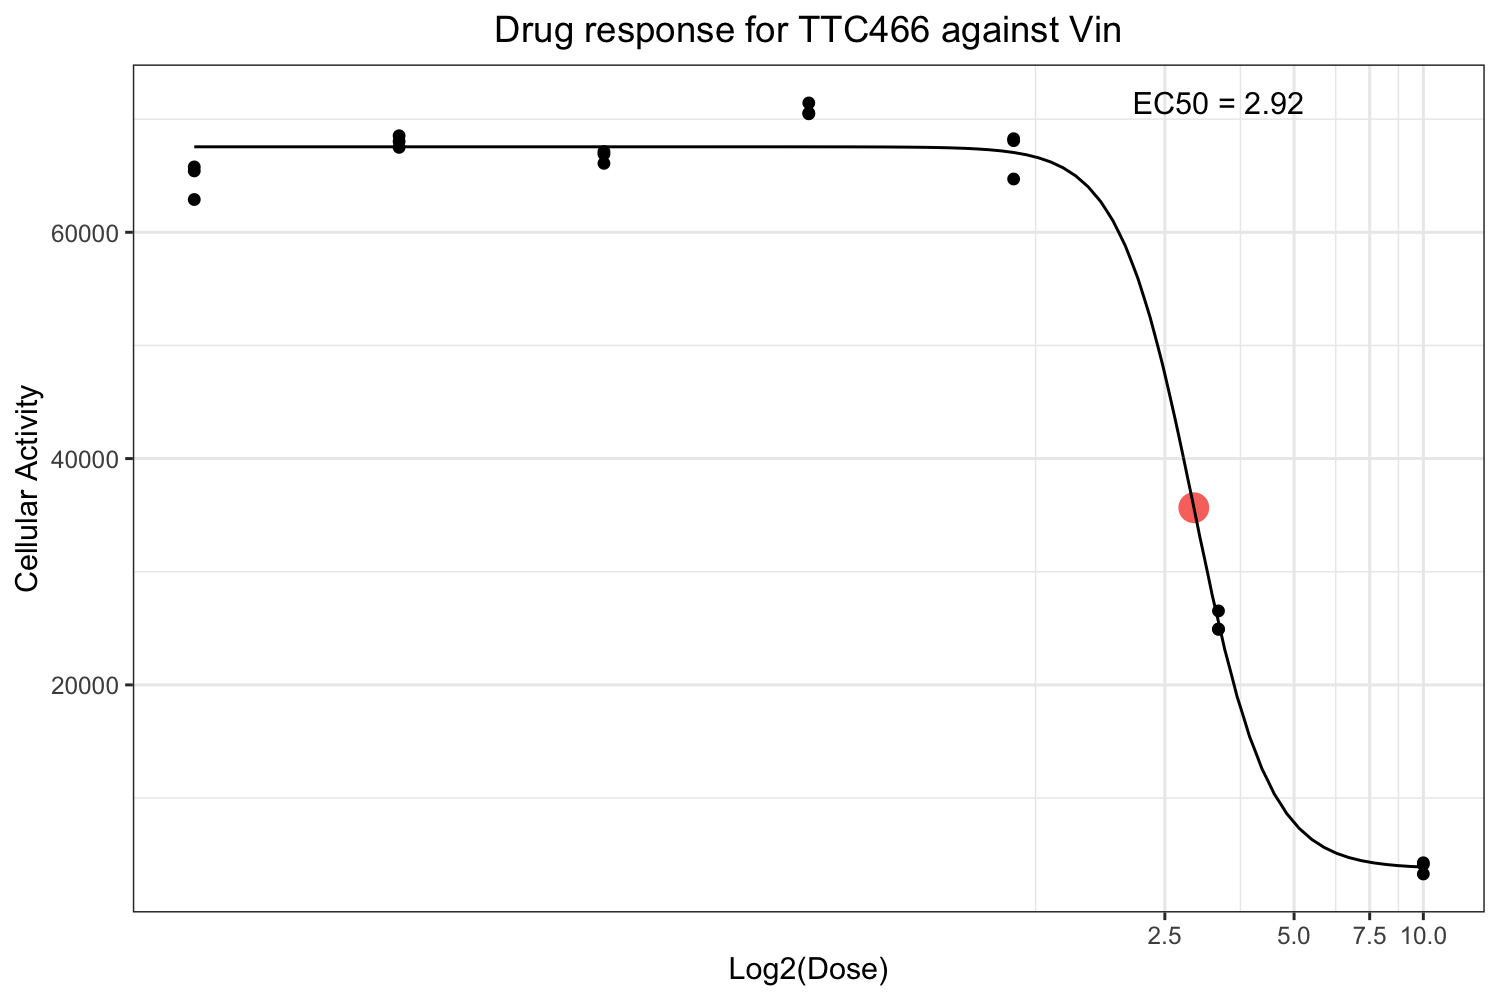 Drug response for TTC466 against Vin
EC50 = 2.92
60000
40000
20000
Cellular Activity
2.5 5.0 7.5 10.0
Log2(Dose)